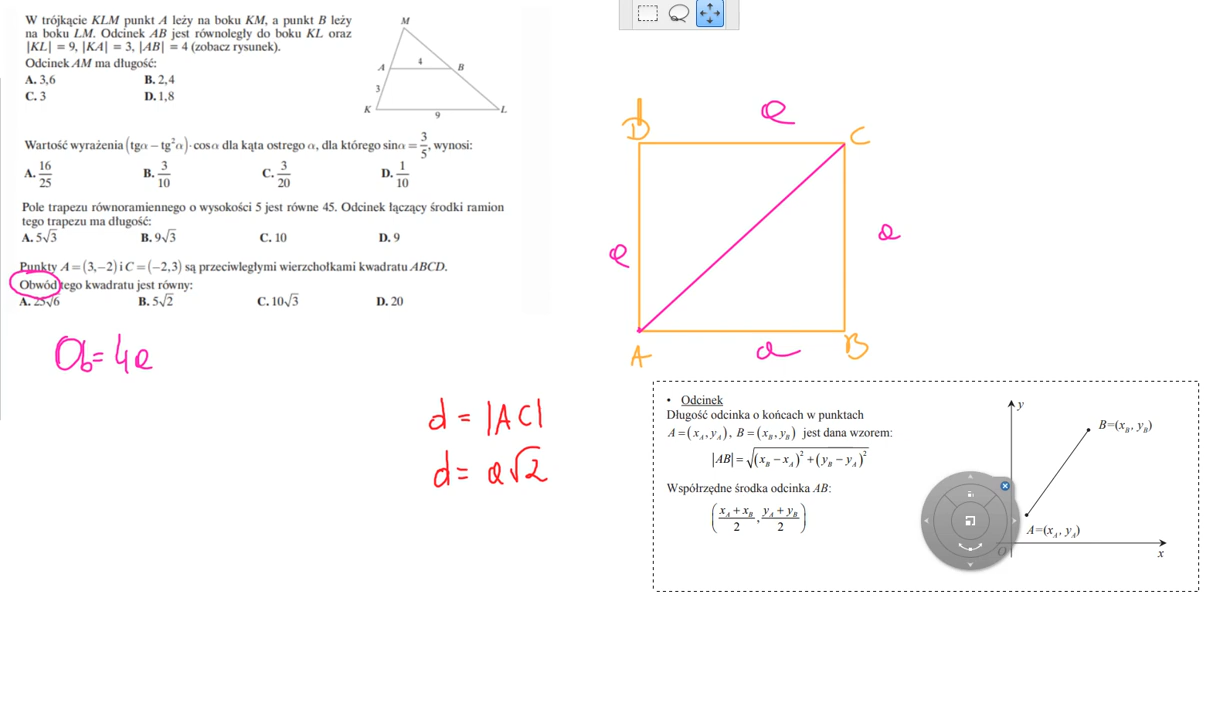 W trójkącie KLM punkt A leży na boku KM, a punkt B leży
na boku LM. Odcinek AB jest równoległy do boku KL oraz
|KL| = 9, |KA| = 3, |AB| = 4 (zobacz rysunek).
Odcinek AM ma długość:
A. 3,6 B. 2,4
C. 3 D. 1,8
M
A 4 B
3
K 9 L
Wartość wyrażenia (tgα − tg²α)·cosα dla kąta ostrego α, dla którego sinα = 3/5, wynosi:
A. 16/25 B. 3/10 C. 3/20 D. 1/10
Pole trapezu równoramiennego o wysokości 5 jest równe 45. Odcinek łączący środki ramion
tego trapezu ma długość:
A. 5√3 B. 9√3 C. 10 D. 9
Punkty A = (3,−2) i C = (−2,3) są przeciwległymi wierzchołkami kwadratu ABCD.
Obwód tego kwadratu jest równy:
A. 25√6 B. 5√2 C. 10√3 D. 20
Ob = 4a
d = |AC|
d = a√2
D a C
a a
A a B
• Odcinek
Długość odcinka o końcach w punktach
A = (x_A, y_A), B = (x_B, y_B) jest dana wzorem:
|AB| = √((x_B − x_A)² + (y_B − y_A)²)
Współrzędne środka odcinka AB:
((x_A + x_B)/2, (y_A + y_B)/2)
y
B=(x_B, y_B)
A=(x_A, y_A)
O
x